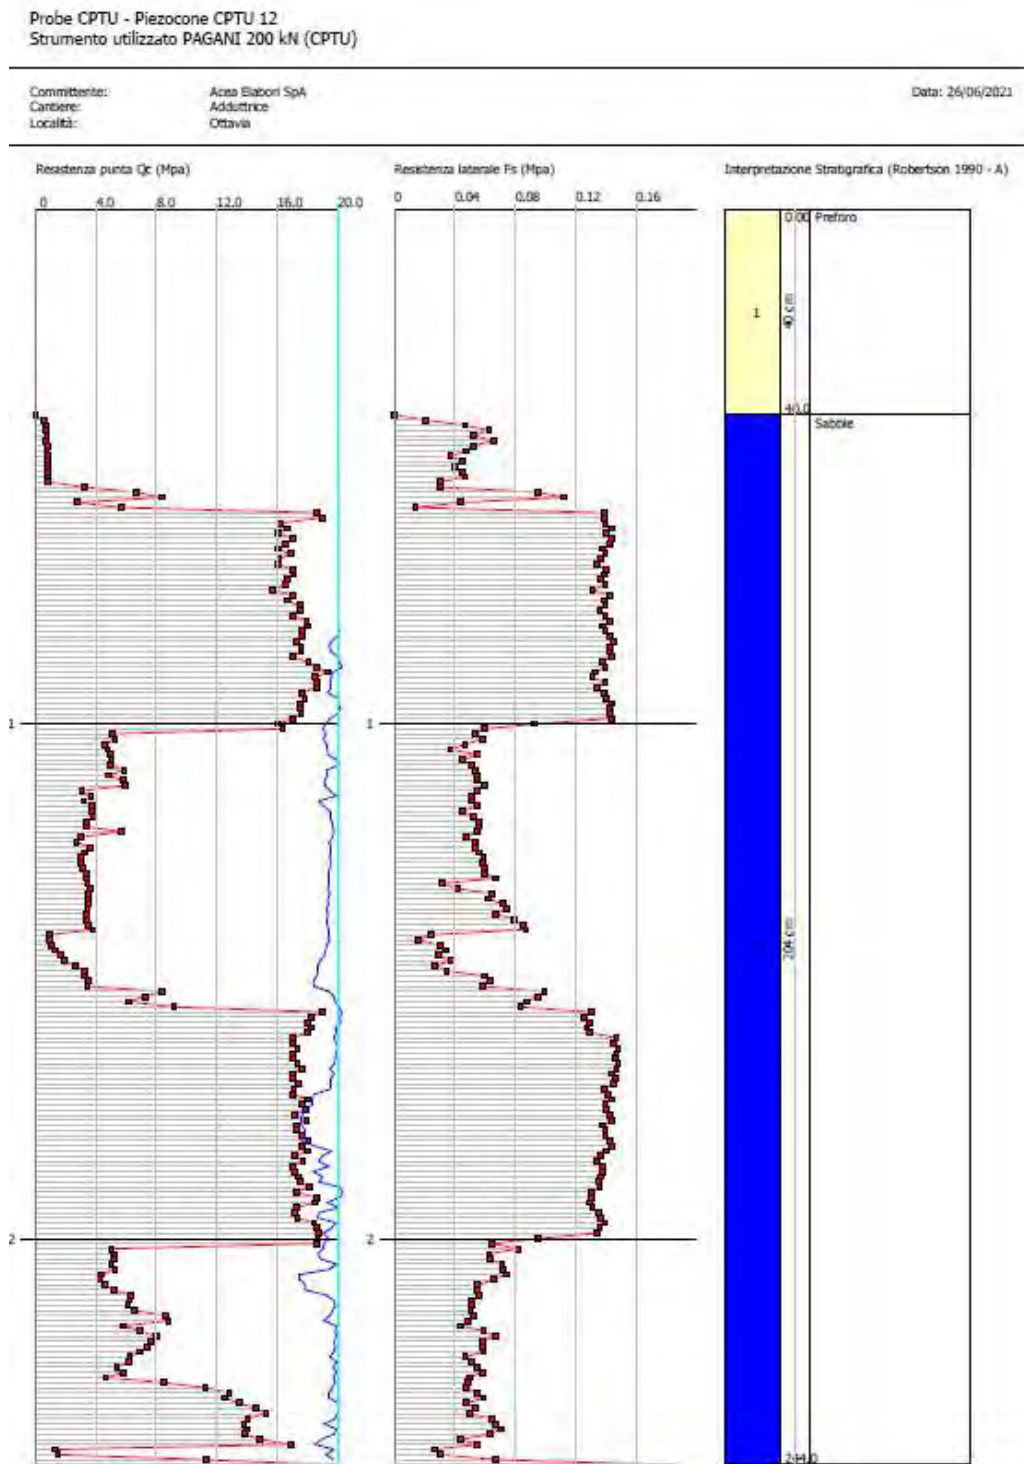 Probe CPTU - Piezocone CPTU 12
Strumento utilizzato PAGANI 200 kN (CPTU)
Committente: Acea Elabori SpA Data: 26/06/2021
Cantiere: Adduttrice
Località: Ottavia
Resistenza punta Qc (Mpa) Resistenza laterale Fs (Mpa) Interpretazione Stratigrafica (Robertson 1990 - A)
0 4.0 8.0 12.0 16.0 20.0 0 0.04 0.08 0.12 0.16
0.00 Preforo
1 40 cm
40.0
Sabbie
1 1
204 cm
2 2
244.0